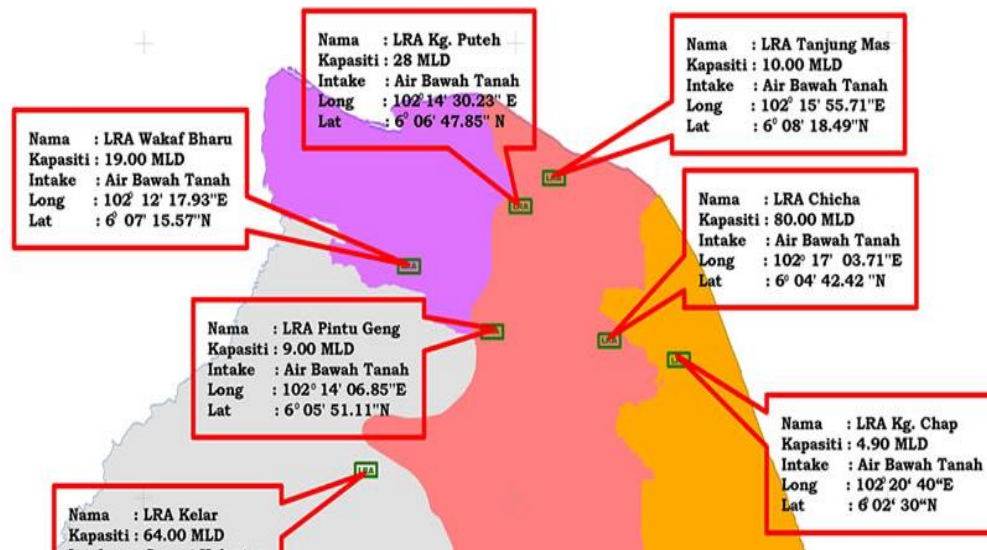 Nama : LRA Kg. Puteh
Kapasiti : 28 MLD
Intake : Air Bawah Tanah
Long : 102° 14' 30.23" E
Lat : 6° 06' 47.85" N
Nama : LRA Tanjung Mas
Kapasiti : 10.00 MLD
Intake : Air Bawah Tanah
Long : 102° 15' 55.71"E
Lat : 6° 08' 18.49"N
Nama : LRA Wakaf Bharu
Kapasiti : 19.00 MLD
Intake : Air Bawah Tanah
Long : 102° 12' 17.93"E
Lat : 6° 07' 15.57"N
Nama : LRA Chicha
Kapasiti : 80.00 MLD
Intake : Air Bawah Tanah
Long : 102° 17' 03.71"E
Lat : 6° 04' 42.42 "N
Nama : LRA Pintu Geng
Kapasiti : 9.00 MLD
Intake : Air Bawah Tanah
Long : 102° 14' 06.85"E
Lat : 6° 05' 51.11"N
Nama : LRA Kg. Chap
Kapasiti : 4.90 MLD
Intake : Air Bawah Tanah
Long : 102° 20' 40"E
Lat : 6° 02' 30"N
Nama : LRA Kelar
Kapasiti : 64.00 MLD
LRA
LRA
LRA
LRA
LRA